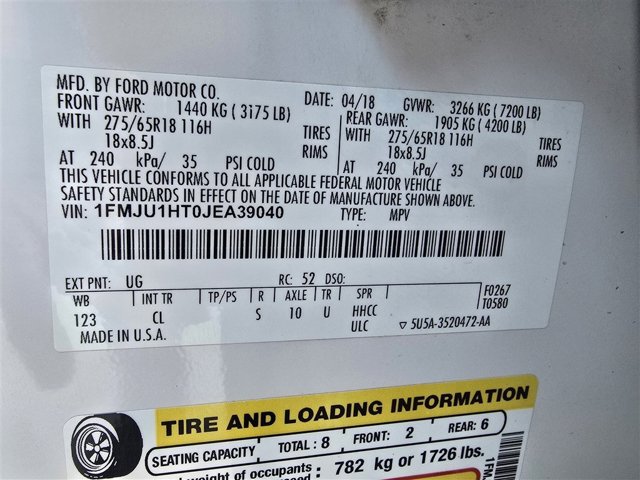 MFD. BY FORD MOTOR CO.
DATE: 04/18 GVWR: 3266 KG (7200 LB)
FRONT GAWR: 1440 KG (3175 LB) REAR GAWR: 1905 KG (4200 LB)
WITH 275/65R18 116H TIRES WITH 275/65R18 116H TIRES
18x8.5J RIMS 18x8.5J RIMS
AT 240 kPa/ 35 PSI COLD AT 240 kPa/ 35 PSI COLD
THIS VEHICLE CONFORMS TO ALL APPLICABLE FEDERAL MOTOR VEHICLE
SAFETY STANDARDS IN EFFECT ON THE DATE OF MANUFACTURE SHOWN ABOVE.
VIN: 1FMJU1HT0JEA39040 TYPE: MPV
EXT PNT: UG RC: 52 DSO:
WB INT TR TP/PS R AXLE TR SPR F0267
T0580
123 CL S 10 U HHCC
ULC ▽ 5U5A-3520472-AA
MADE IN U.S.A.
TIRE AND LOADING INFORMATION
SEATING CAPACITY TOTAL: 8 FRONT: 2 REAR: 6
weight of occupants : 782 kg or 1726 lbs.
1FM